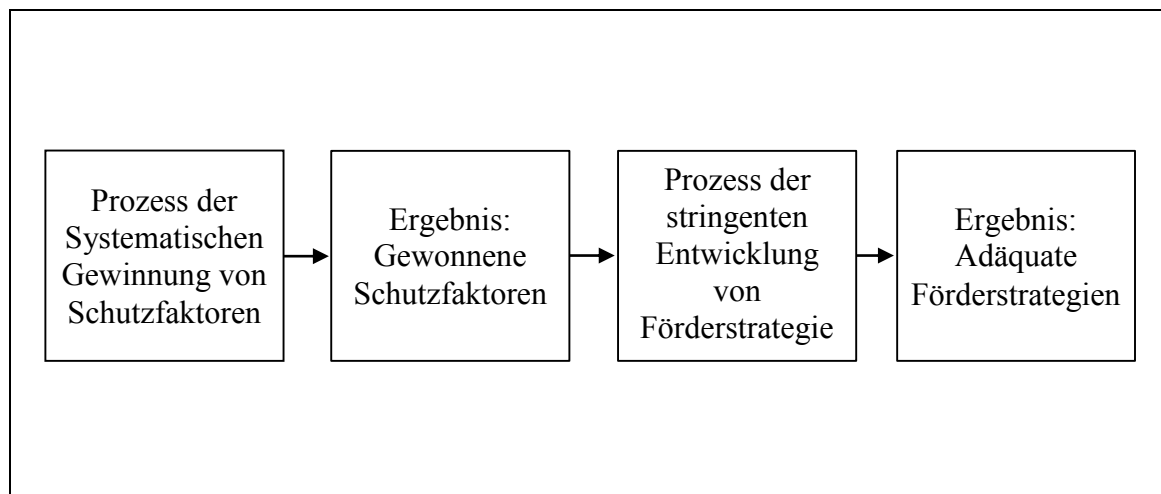 Prozess der
Systematischen
Gewinnung von
Schutzfaktoren
Ergebnis:
Gewonnene
Schutzfaktoren
Prozess der
stringenten
Entwicklung
von
Förderstrategie
Ergebnis:
Adäquate
Förderstrategien